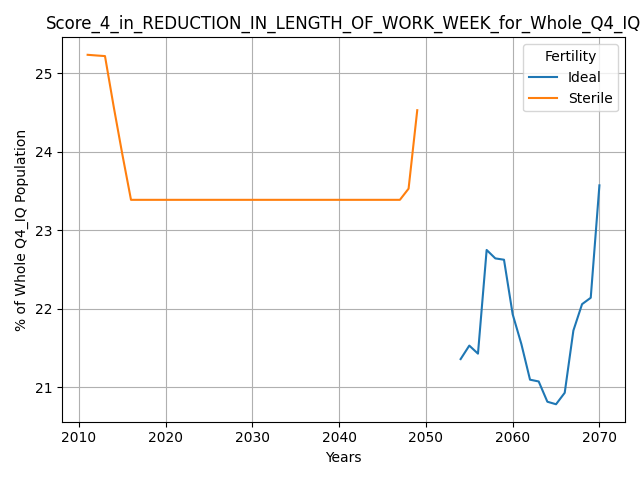 Score_4_in_REDUCTION_IN_LENGTH_OF_WORK_WEEK_for_Whole_Q4_IQ
Fertility
Ideal
Sterile
% of Whole Q4_IQ Population
25
24
23
22
21
2010 2020 2030 2040 2050 2060 2070
Years